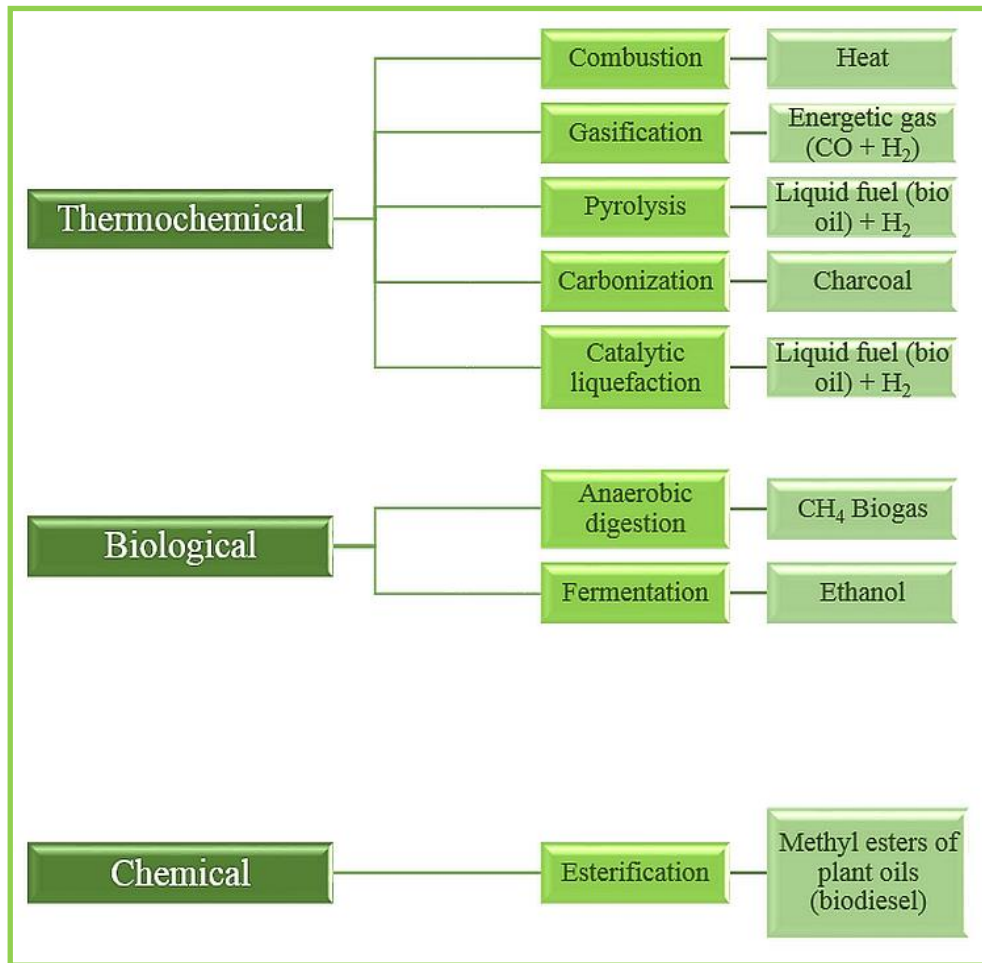 Thermochemical
Combustion
Heat
Gasification
Energetic gas
(CO + H₂)
Pyrolysis
Liquid fuel (bio
oil) + H₂
Carbonization
Charcoal
Catalytic
liquefaction
Liquid fuel (bio
oil) + H₂
Biological
Anaerobic
digestion
CH₄ Biogas
Fermentation
Ethanol
Chemical
Esterification
Methyl esters of
plant oils
(biodiesel)